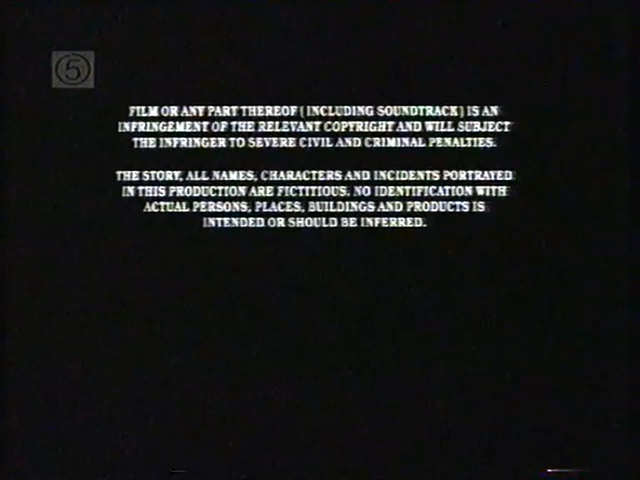 5
FILM OR ANY PART THEREOF (INCLUDING SOUNDTRACK) IS AN
INFRINGEMENT OF THE RELEVANT COPYRIGHT AND WILL SUBJECT
THE INFRINGER TO SEVERE CIVIL AND CRIMINAL PENALTIES.
THE STORY, ALL NAMES, CHARACTERS AND INCIDENTS PORTRAYED
IN THIS PRODUCTION ARE FICTITIOUS. NO IDENTIFICATION WITH
ACTUAL PERSONS, PLACES, BUILDINGS AND PRODUCTS IS
INTENDED OR SHOULD BE INFERRED.